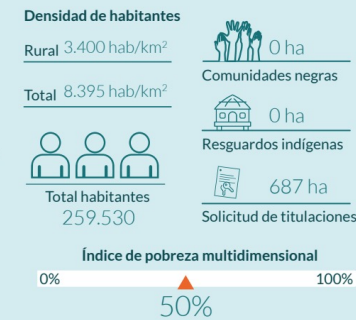 Densidad de habitantes
Rural 3.400 hab/km²
Total 8.395 hab/km²
Total habitantes
259.530
0 ha
Comunidades negras
0 ha
Resguardos indígenas
687 ha
Solicitud de titulaciones
Índice de pobreza multidimensional
0% 100%
50%